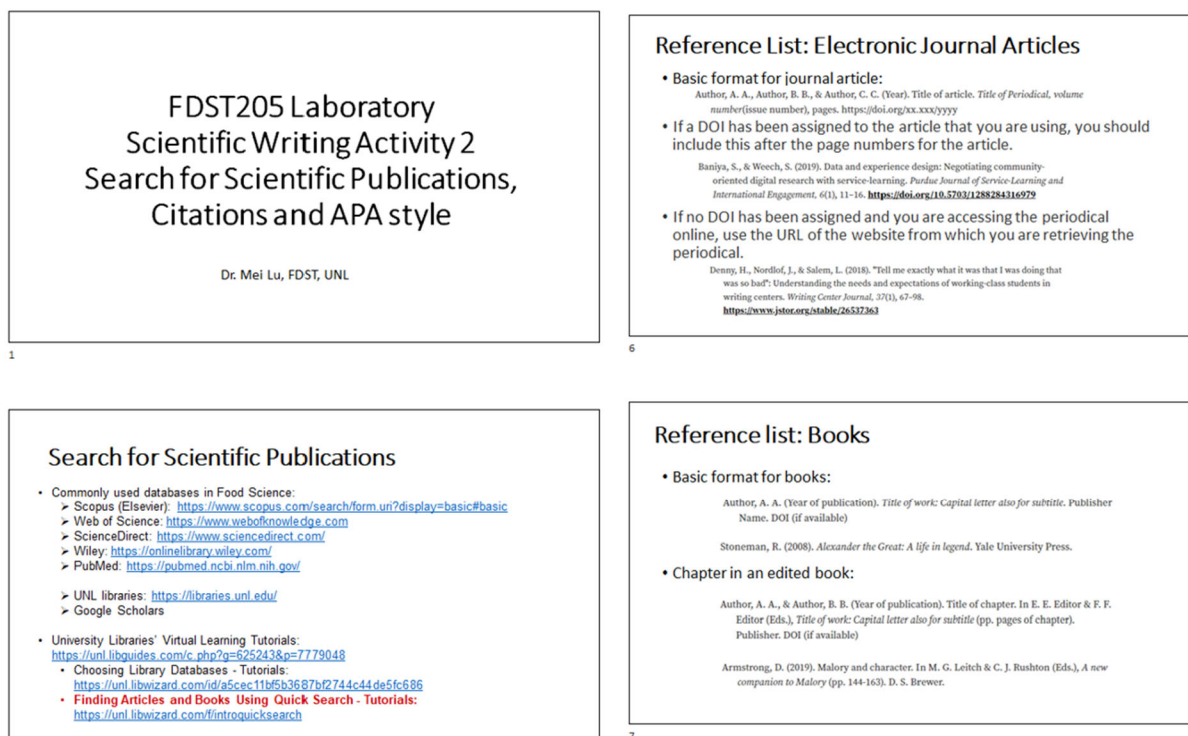 FDST205 Laboratory
Scientific Writing Activity 2
Search for Scientific Publications,
Citations and APA style
Dr. Mei Lu, FDST, UNL
1
Search for Scientific Publications
• Commonly used databases in Food Science:
➢ Scopus (Elsevier): https://www.scopus.com/search/form.uri?display=basic#basic
➢ Web of Science: https://www.webofknowledge.com
➢ ScienceDirect: https://www.sciencedirect.com/
➢ Wiley: https://onlinelibrary.wiley.com/
➢ PubMed: https://pubmed.ncbi.nlm.nih.gov/
➢ UNL libraries: https://libraries.unl.edu/
➢ Google Scholars
• University Libraries' Virtual Learning Tutorials:
https://unl.libguides.com/c.php?g=625243&p=7779048
• Choosing Library Databases - Tutorials:
https://unl.libwizard.com/id/a5cec11bf5b3687bf2744c44de5fc686
• Finding Articles and Books Using Quick Search - Tutorials:
https://unl.libwizard.com/f/introquicksearch
Reference List: Electronic Journal Articles
• Basic format for journal article:
Author, A. A., Author, B. B., & Author, C. C. (Year). Title of article. Title of Periodical, volume
number(issue number), pages. https://doi.org/xx.xxx/yyyy
• If a DOI has been assigned to the article that you are using, you should
include this after the page numbers for the article.
Baniya, S., & Weech, S. (2019). Data and experience design: Negotiating community-
oriented digital research with service-learning. Purdue Journal of Service-Learning and
International Engagement, 6(1), 11–16. https://doi.org/10.5703/1288284316979
• If no DOI has been assigned and you are accessing the periodical
online, use the URL of the website from which you are retrieving the
periodical.
Denny, H., Nordlof, J., & Salem, L. (2018). "Tell me exactly what it was that I was doing that
was so bad": Understanding the needs and expectations of working-class students in
writing centers. Writing Center Journal, 37(1), 67–98.
https://www.jstor.org/stable/26537363
6
Reference list: Books
• Basic format for books:
Author, A. A. (Year of publication). Title of work: Capital letter also for subtitle. Publisher
Name. DOI (if available)
Stoneman, R. (2008). Alexander the Great: A life in legend. Yale University Press.
• Chapter in an edited book:
Author, A. A., & Author, B. B. (Year of publication). Title of chapter. In E. E. Editor & F. F.
Editor (Eds.), Title of work: Capital letter also for subtitle (pp. pages of chapter).
Publisher. DOI (if available)
Armstrong, D. (2019). Malory and character. In M. G. Leitch & C. J. Rushton (Eds.), A new
companion to Malory (pp. 144-163). D. S. Brewer.